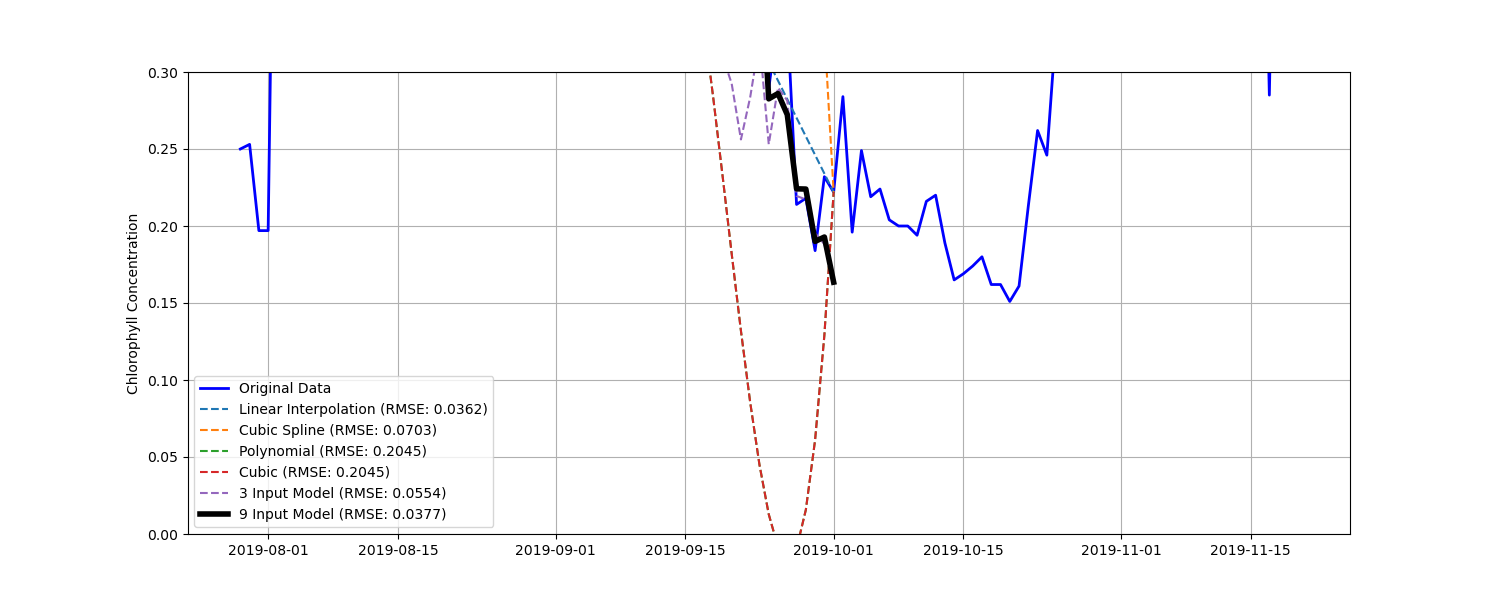 0.30
0.25
0.20
0.15
0.10
0.05
0.00
Chlorophyll Concentration
Original Data
Linear Interpolation (RMSE: 0.0362)
Cubic Spline (RMSE: 0.0703)
Polynomial (RMSE: 0.2045)
Cubic (RMSE: 0.2045)
3 Input Model (RMSE: 0.0554)
9 Input Model (RMSE: 0.0377)
2019-08-01 2019-08-15 2019-09-01 2019-09-15 2019-10-01 2019-10-15 2019-11-01 2019-11-15